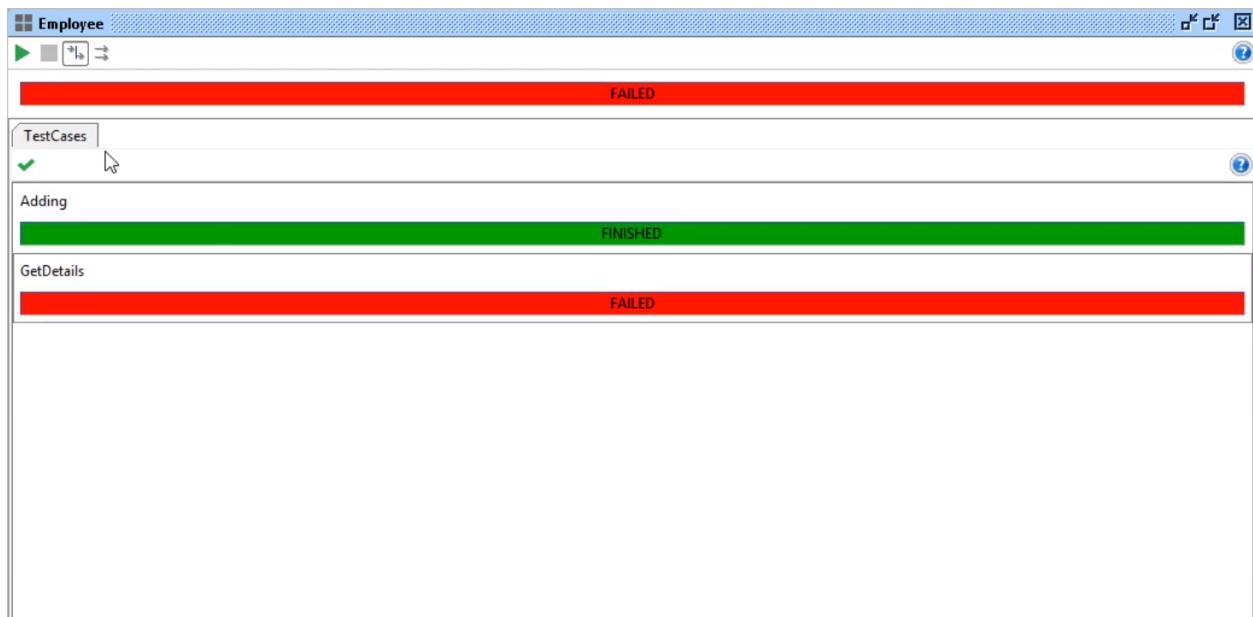 Employee
FAILED
TestCases
Adding
FINISHED
GetDetails
FAILED